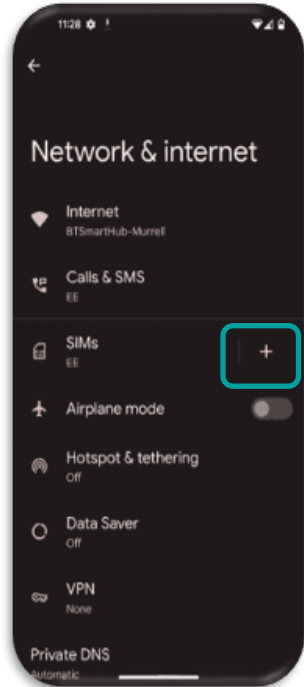 11:28
Network & internet
Internet
BTSmartHub-Murrell
Calls & SMS
EE
SIMs
EE
+
Airplane mode
Hotspot & tethering
Off
Data Saver
Off
VPN
None
Private DNS
Automatic